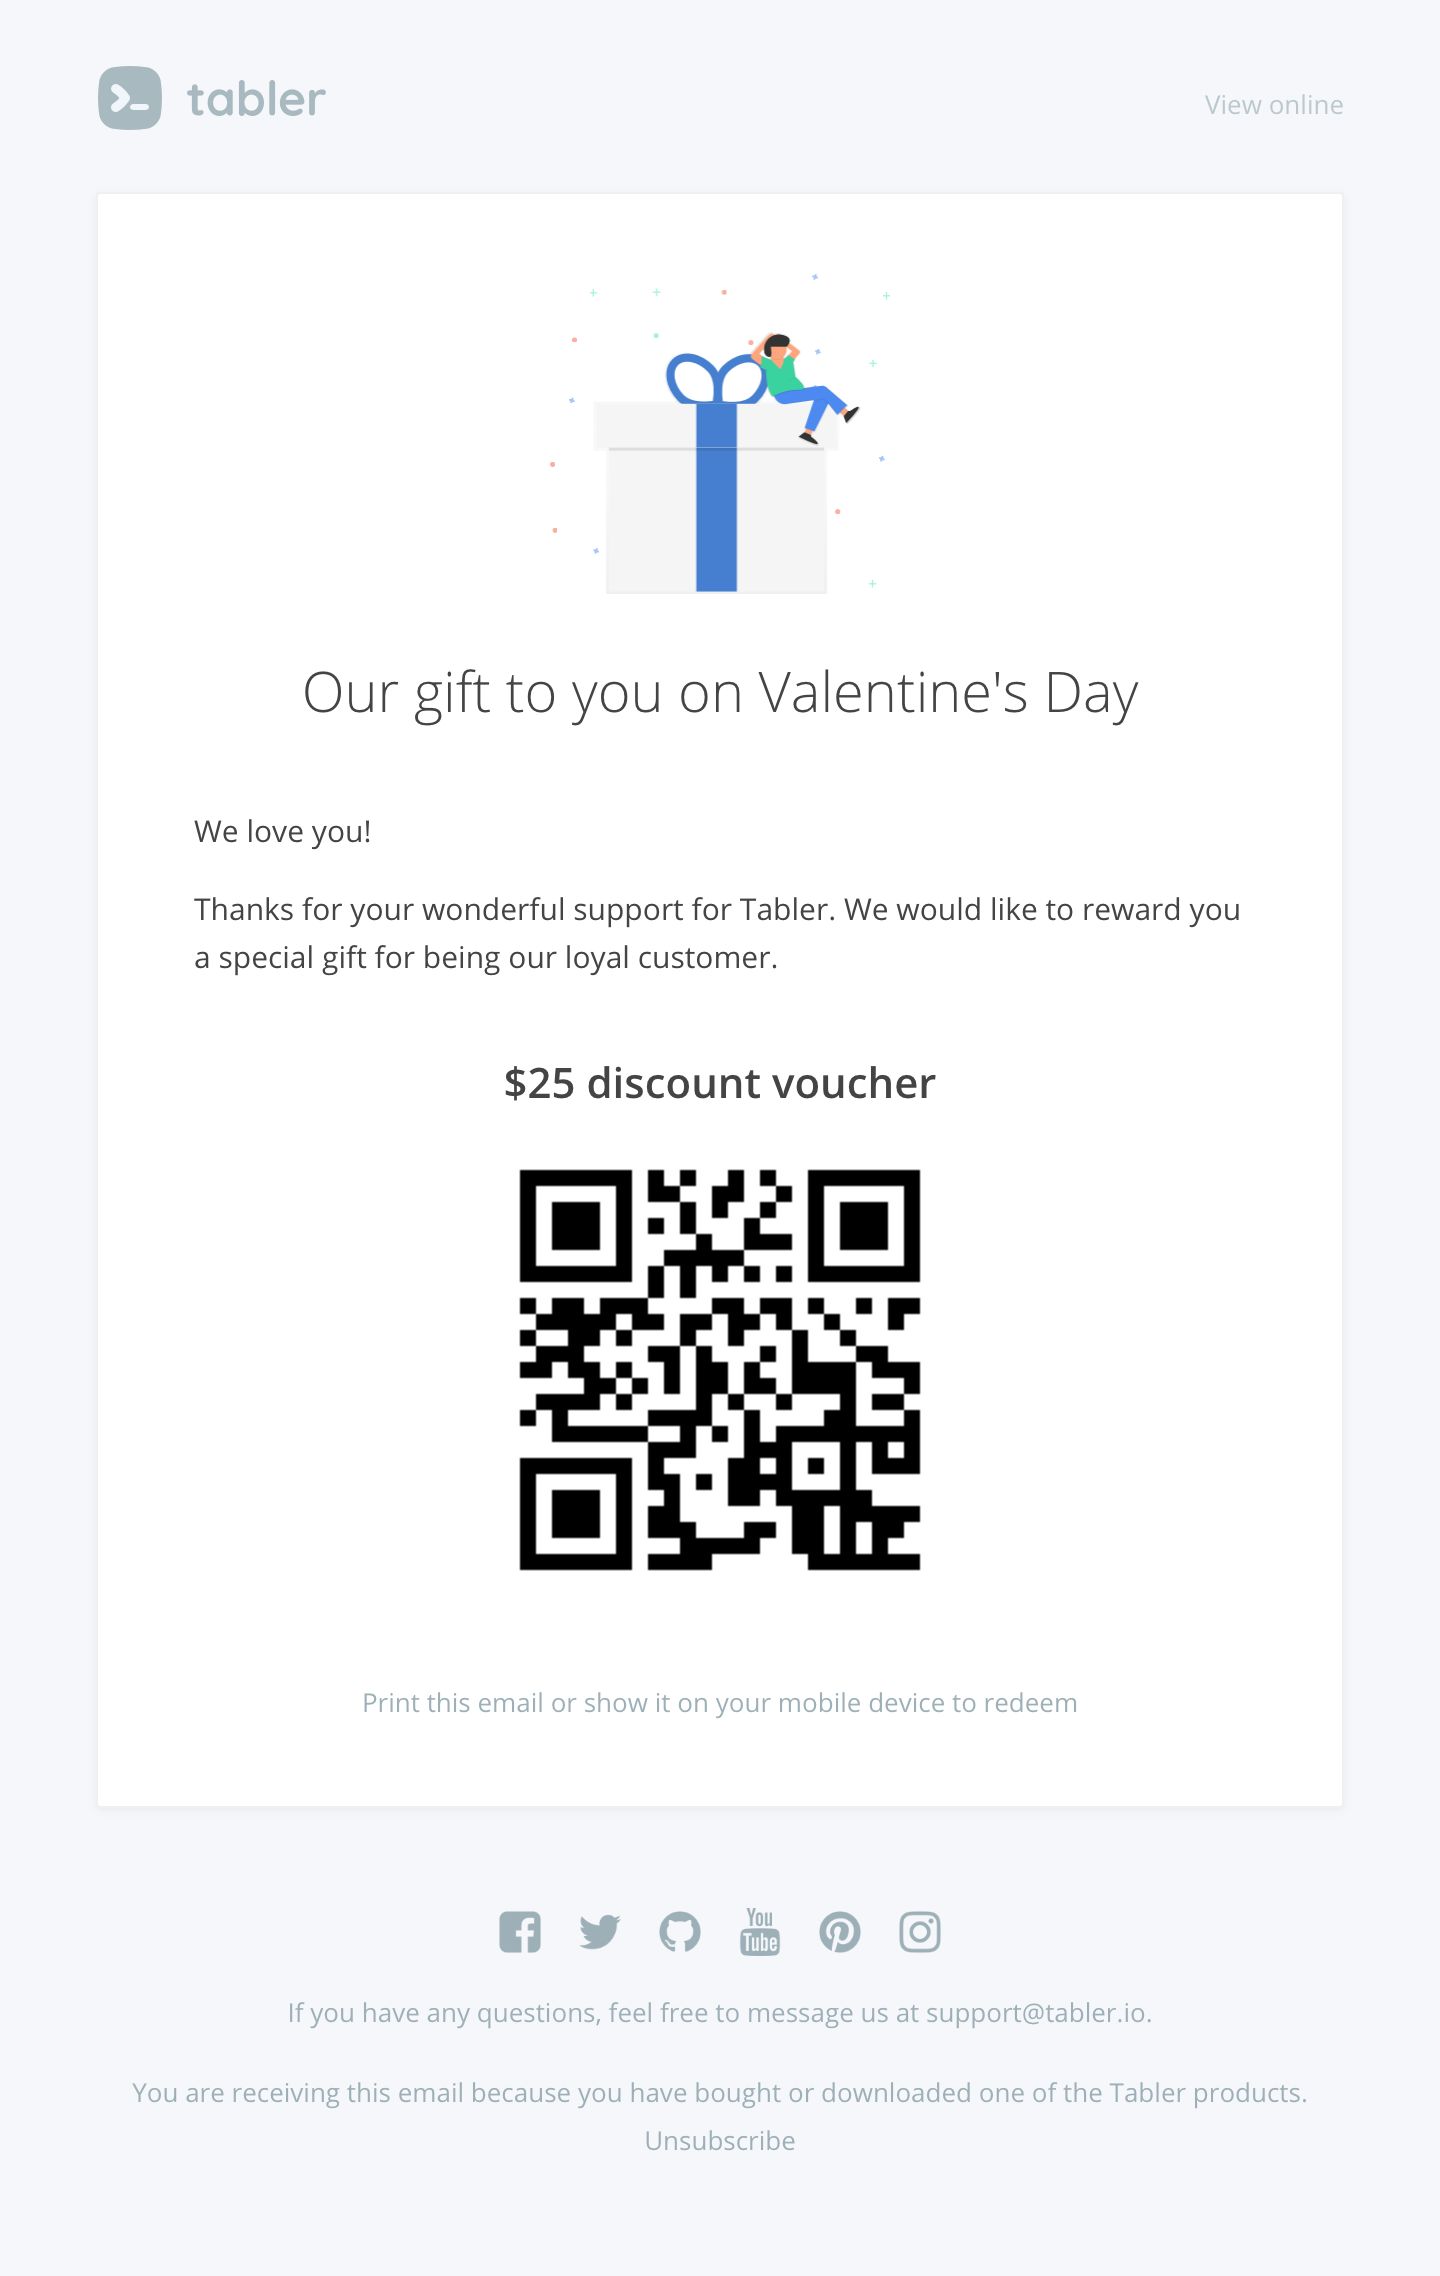 tabler
View online
Our gift to you on Valentine's Day
We love you!
Thanks for your wonderful support for Tabler. We would like to reward you
a special gift for being our loyal customer.
$25 discount voucher
Print this email or show it on your mobile device to redeem
You
Tube
If you have any questions, feel free to message us at support@tabler.io.
You are receiving this email because you have bought or downloaded one of the Tabler products.
Unsubscribe